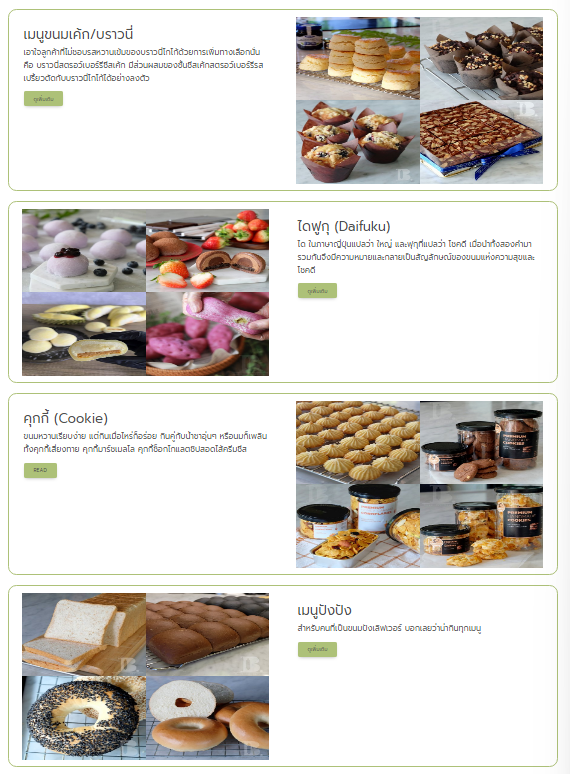 เมนูขนมเค้ก/บราวนี่
เอาใจลูกค้าที่ไม่ชอบรสหวานเข้มของบราวนี่โกโก้ด้วยการเพิ่มทางเลือกนั่น
คือ บราวนี่สตรอว์เบอร์รีชีสเค้ก มีส่วนผสมของชั้นชีสเค้กสตรอว์เบอร์รีรส
เปรี้ยวตัดกับบราวนี่โกโก้ได้อย่างลงตัว
ดูเพิ่มเติม
ไดฟูกุ (Daifuku)
ได ในภาษาญี่ปุ่นแปลว่า ใหญ่ และฟุกุที่แปลว่า โชคดี เมื่อนำทั้งสองคำมา
รวมกันจึงมีความหมายและกลายเป็นสัญลักษณ์ของขนมแห่งความสุขและ
โชคดี
ดูเพิ่มเติม
คุกกี้ (Cookie)
ขนมหวานเรียบง่าย แต่กินเมื่อไหร่ก็อร่อย กินคู่กับน้ำชาอุ่นๆ หรือนมก็เพลิน
ทั้งคุกกี้เสี่ยงทาย คุกกี้มาร์ชเมลโล คุกกี้ช็อกโกแลตชิปสอดไส้ครีมชีส
READ
PREMIUM
COOKIES
PREMIUM
COOKIES
เมนูปังปัง
สำหรับคนที่เป็นขนมปังเลิฟเวอร์ บอกเลยว่าน่ากินทุกเมนู
ดูเพิ่มเติม